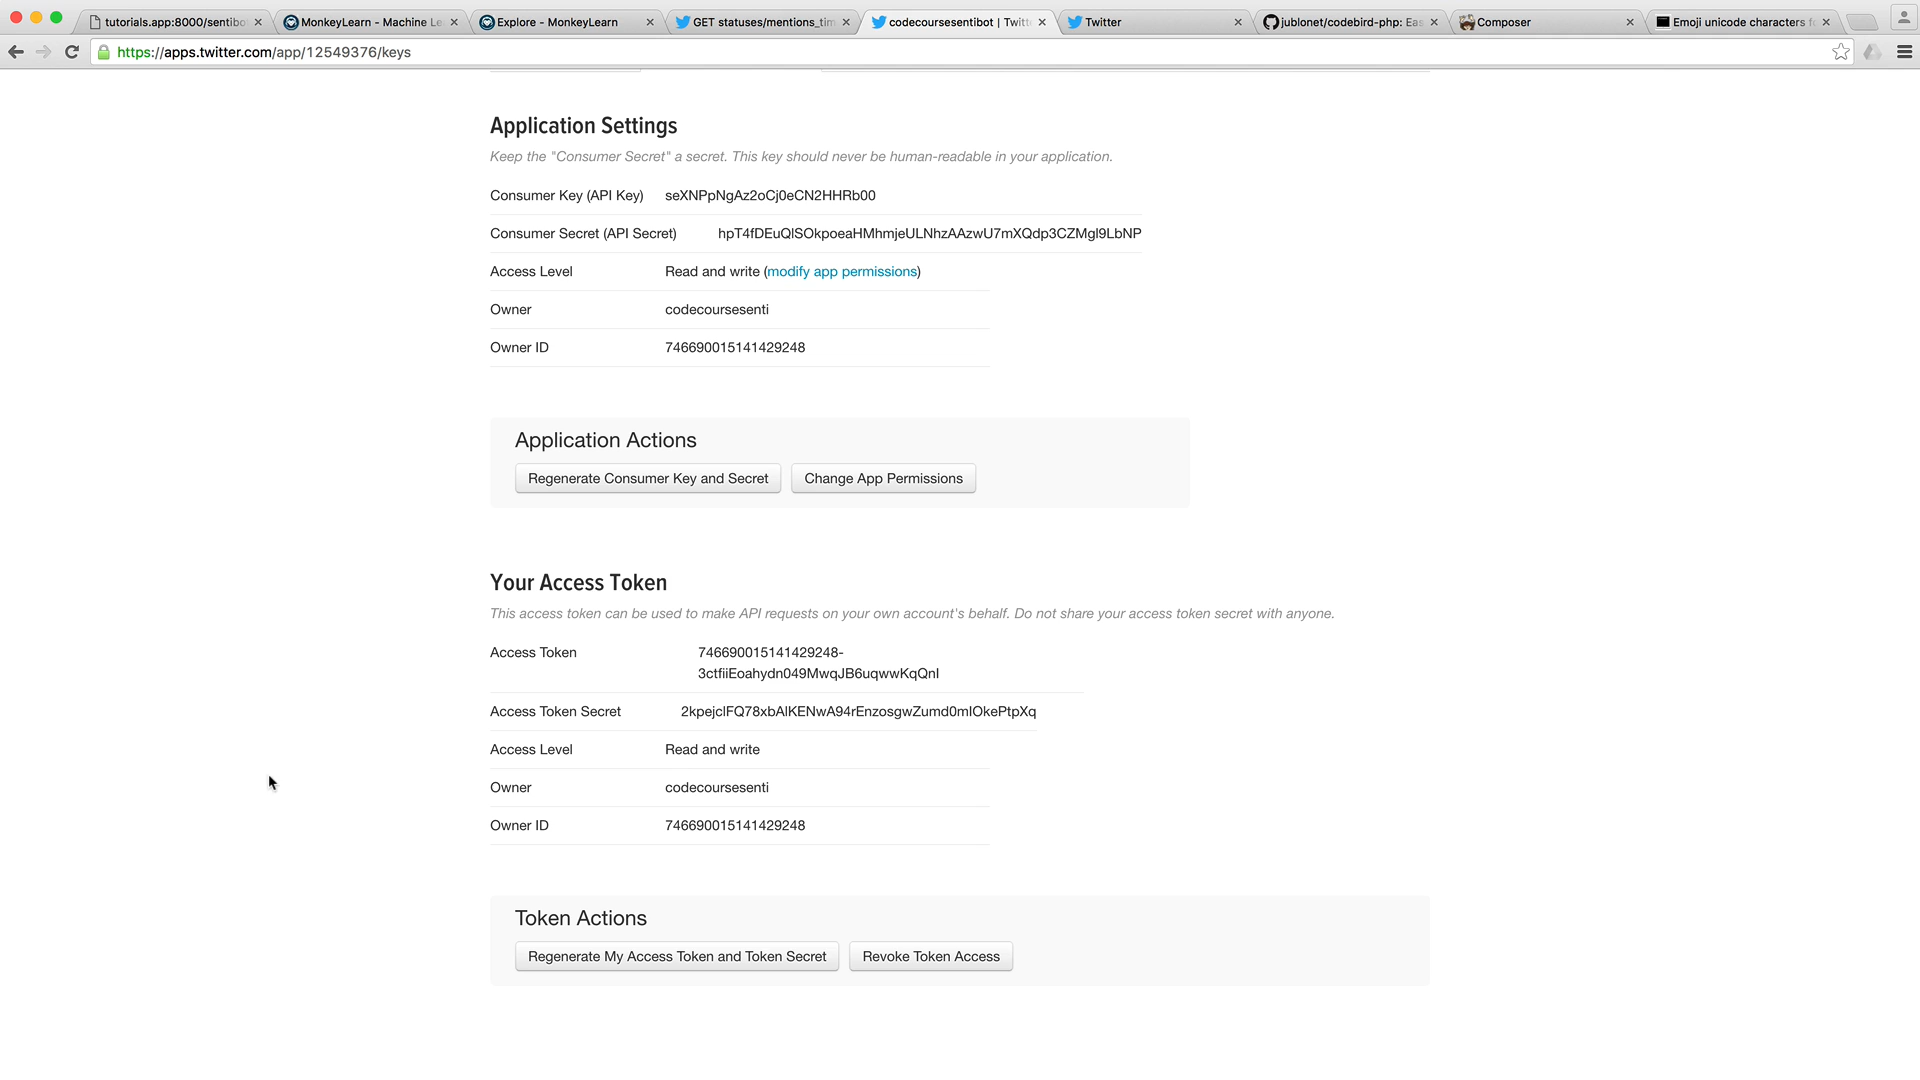 tutorials.app:8000/sentibo
MonkeyLearn - Machine Le
Explore - MonkeyLearn
GET statuses/mentions_tim
codecoursesentibot | Twitt
Twitter
jublonet/codebird-php: Eas
Composer
Emoji unicode characters fo
https://apps.twitter.com/app/12549376/keys
Application Settings
Keep the "Consumer Secret" a secret. This key should never be human-readable in your application.
Consumer Key (API Key) seXNPpNgAz2oCj0eCN2HHRb00
Consumer Secret (API Secret) hpT4fDEuQlSOkpoeaHMhmjeULNhzAAzwU7mXQdp3CZMgl9LbNP
Access Level Read and write (modify app permissions)
Owner codecoursesenti
Owner ID 746690015141429248
Application Actions
Regenerate Consumer Key and Secret Change App Permissions
Your Access Token
This access token can be used to make API requests on your own account's behalf. Do not share your access token secret with anyone.
Access Token 746690015141429248-
3ctfiiEoahydn049MwqJB6uqwwKqQnI
Access Token Secret 2kpejclFQ78xbAlKENwA94rEnzosgwZumd0mIOkePtpXq
Access Level Read and write
Owner codecoursesenti
Owner ID 746690015141429248
Token Actions
Regenerate My Access Token and Token Secret Revoke Token Access